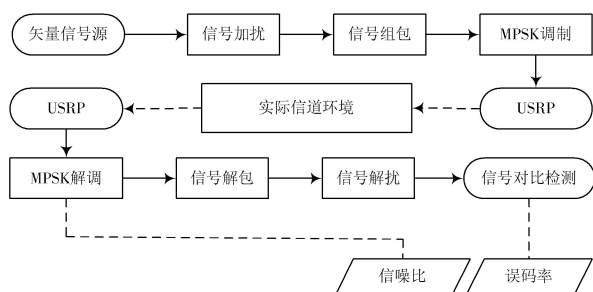 矢量信号源
信号加扰
信号组包
MPSK调制
USRP
实际信道环境
USRP
MPSK解调
信号解包
信号解扰
信号对比检测
信噪比
误码率